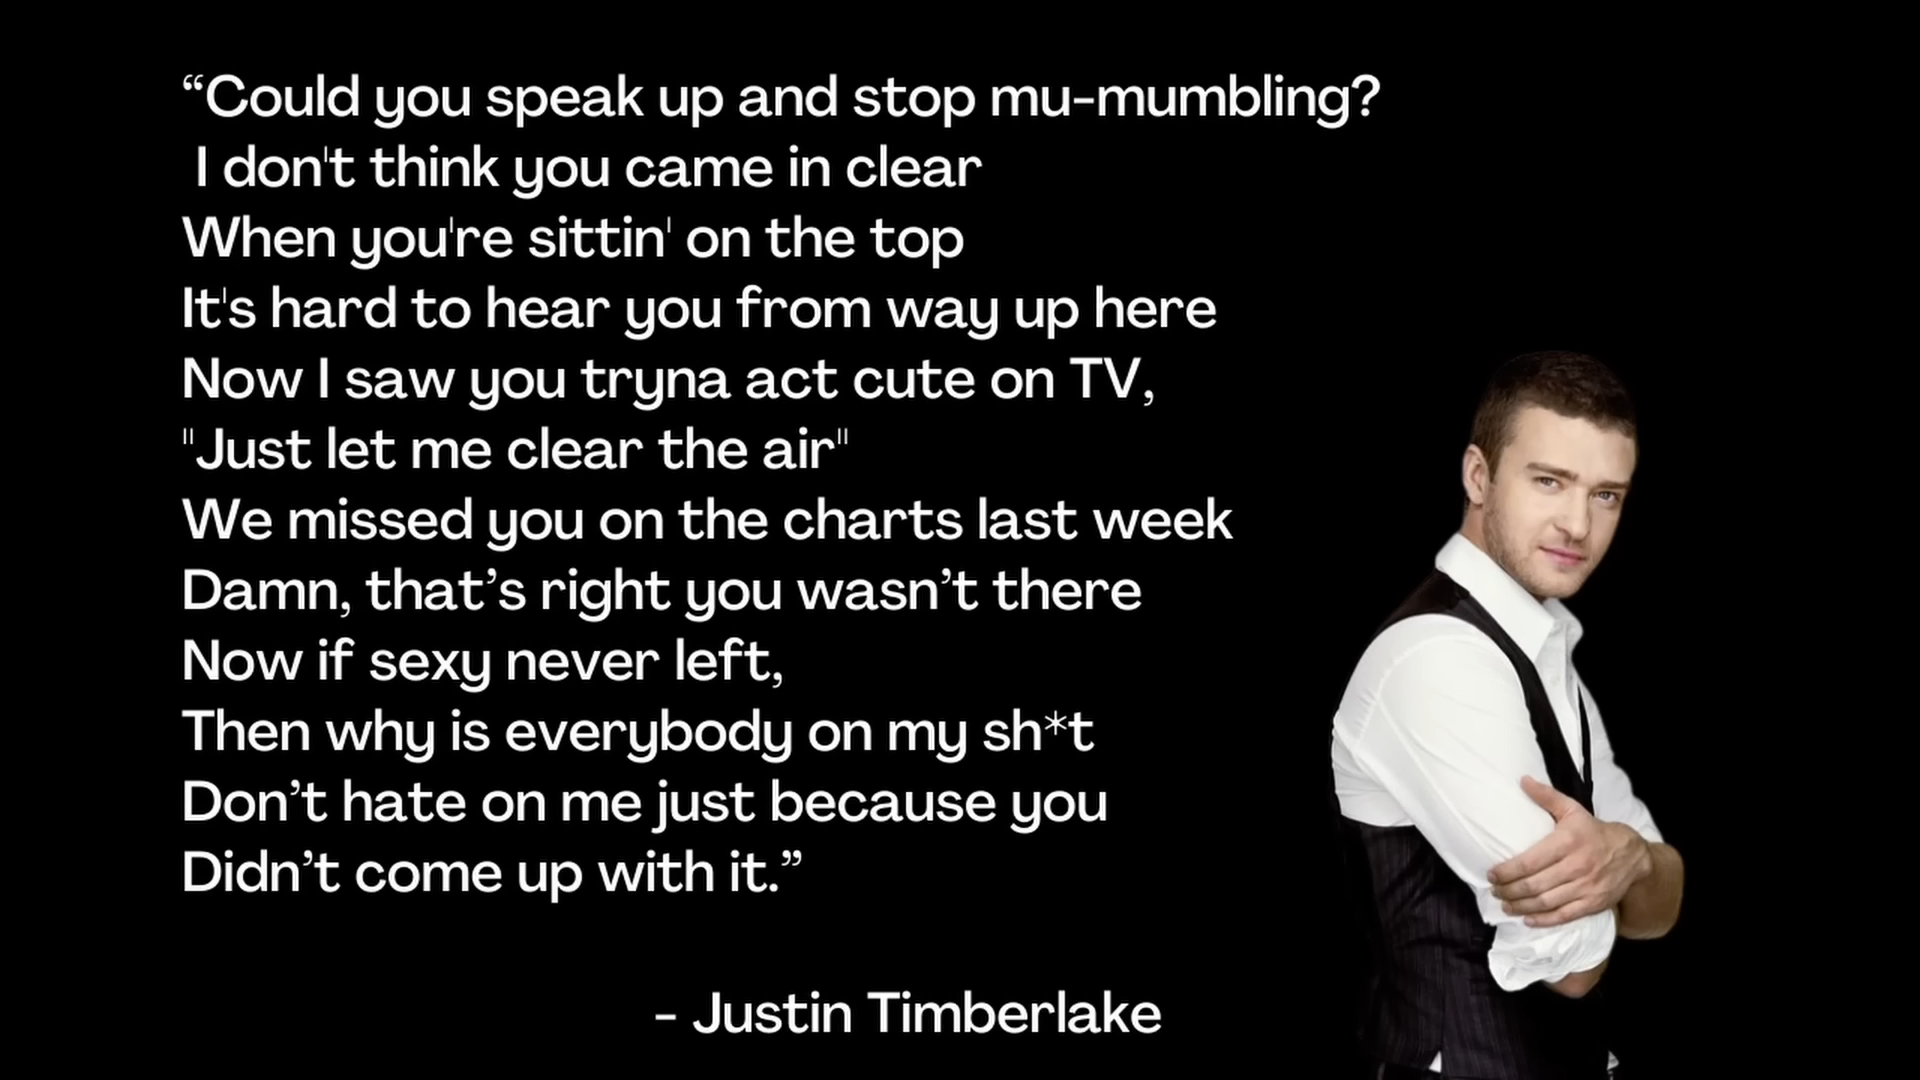 “Could you speak up and stop mu-mumbling?
I don't think you came in clear
When you're sittin' on the top
It's hard to hear you from way up here
Now I saw you tryna act cute on TV,
"Just let me clear the air"
We missed you on the charts last week
Damn, that’s right you wasn’t there
Now if sexy never left,
Then why is everybody on my sh*t
Don’t hate on me just because you
Didn’t come up with it.”
- Justin Timberlake